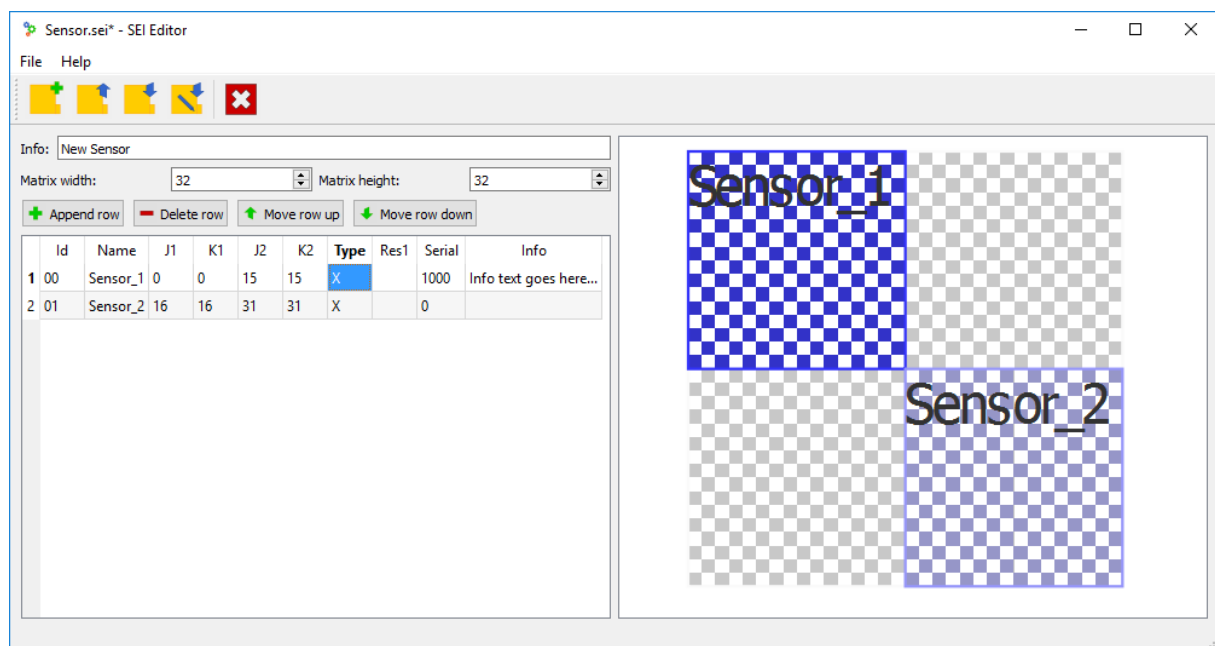 Sensor.sei* - SEI Editor
File Help
Info: New Sensor
Matrix width: 32 Matrix height: 32
Append row Delete row Move row up Move row down
Id Name J1 K1 J2 K2 Type Res1 Serial Info
1 00 Sensor_1 0 0 15 15 X 1000 Info text goes here...
2 01 Sensor_2 16 16 31 31 X 0
Sensor_1
Sensor_2